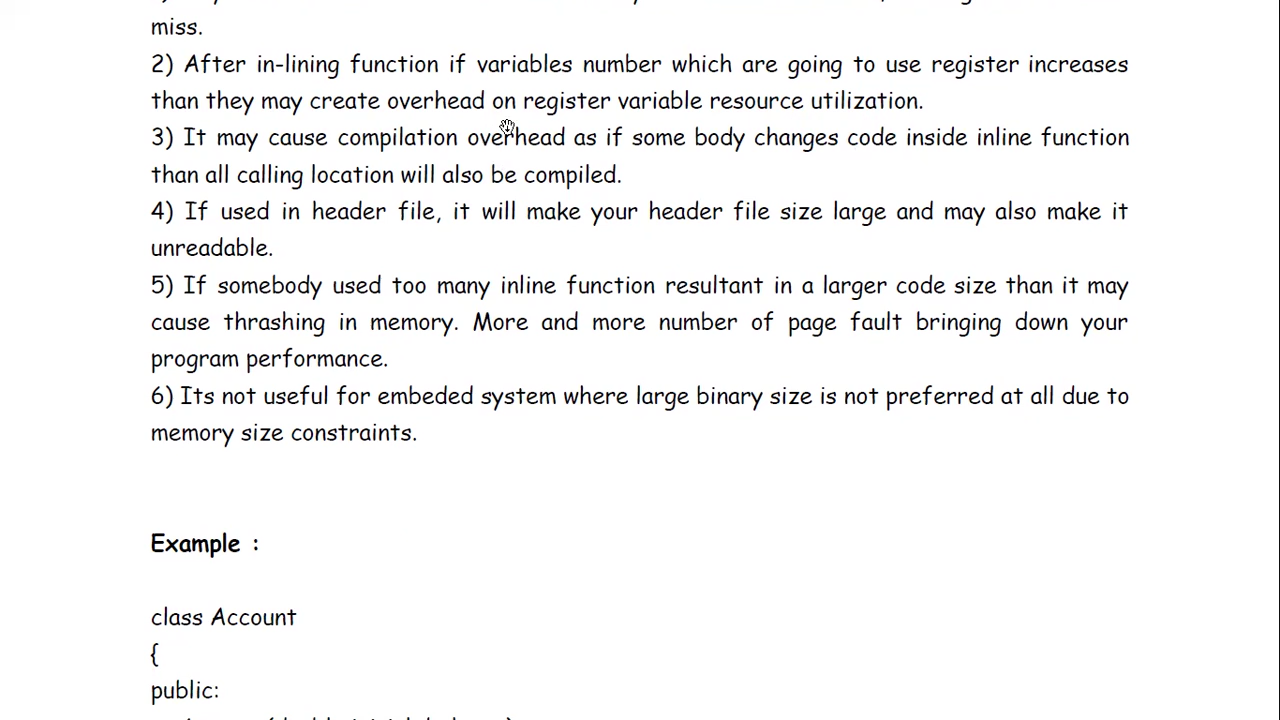 miss.
2) After in-lining function if variables number which are going to use register increases
than they may create overhead on register variable resource utilization.
3) It may cause compilation overhead as if some body changes code inside inline function
than all calling location will also be compiled.
4) If used in header file, it will make your header file size large and may also make it
unreadable.
5) If somebody used too many inline function resultant in a larger code size than it may
cause thrashing in memory. More and more number of page fault bringing down your
program performance.
6) Its not useful for embeded system where large binary size is not preferred at all due to
memory size constraints.
Example :
class Account
{
public: